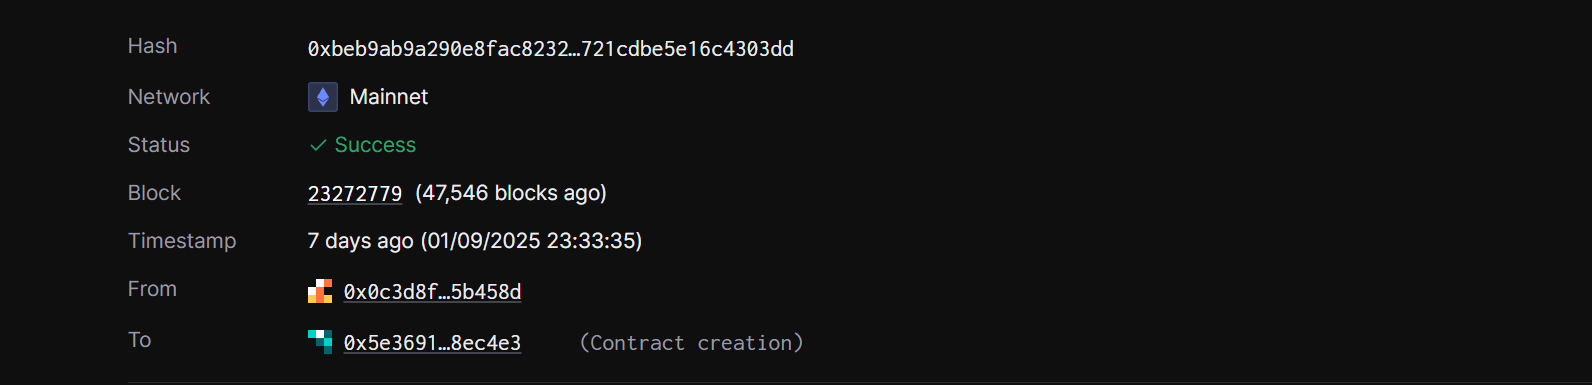 Hash 0xbeb9ab9a290e8fac8232…721cdbe5e16c4303dd
Network Mainnet
Status Success
Block 23272779 (47,546 blocks ago)
Timestamp 7 days ago (01/09/2025 23:33:35)
From 0x0c3d8f…5b458d
To 0x5e3691…8ec4e3 (Contract creation)